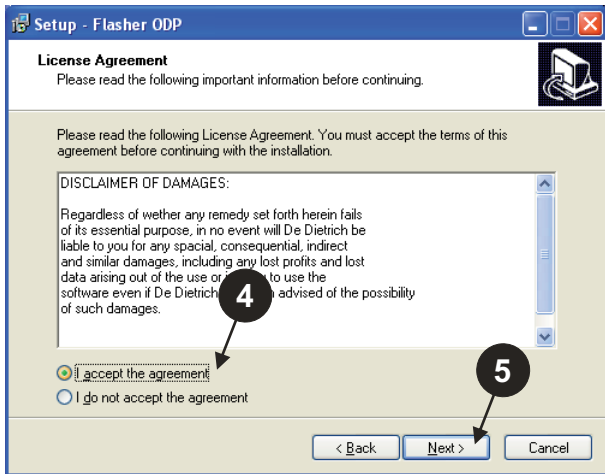 Setup - Flasher ODP
License Agreement
Please read the following important information before continuing.
Please read the following License Agreement. You must accept the terms of this
agreement before continuing with the installation.
DISCLAIMER OF DAMAGES:
Regardless of wether any remedy set forth herein fails
of its essential purpose, in no event will De Dietrich be
liable to you for any spacial, consequential, indirect
and similar damages, including any lost profits and lost
data arising out of the use or to use the
software even if De Dietrich advised of the possibility
of such damages.
4
I accept the agreement
I do not accept the agreement
5
< Back
Next >
Cancel